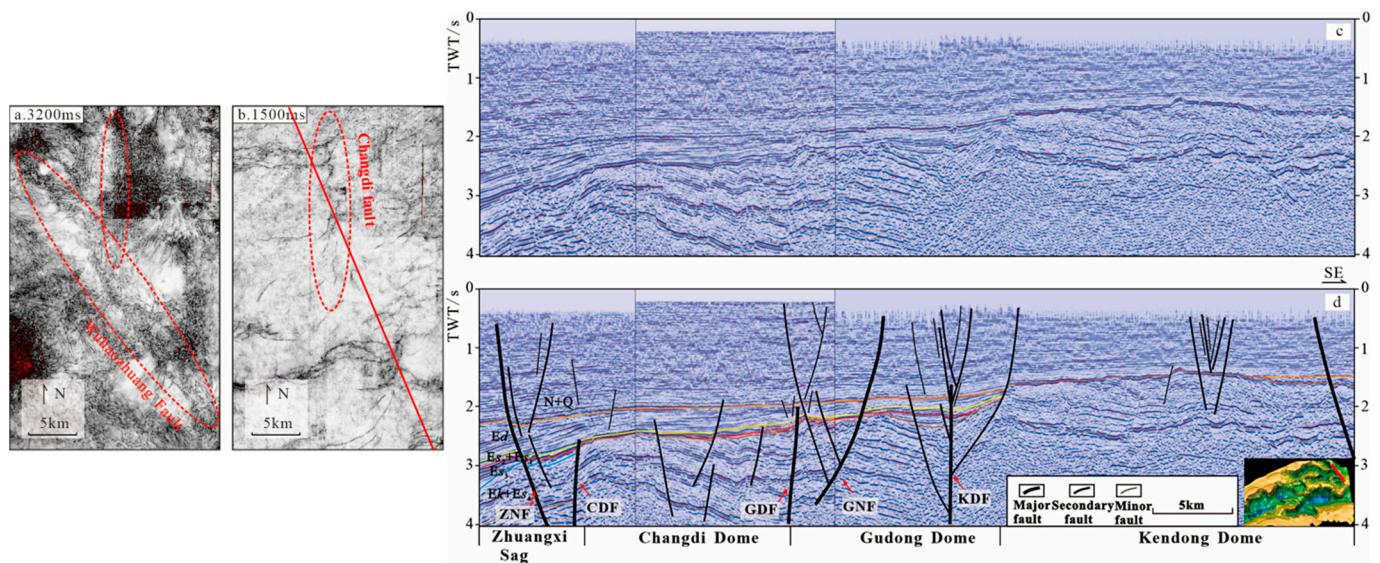 a.3200ms
Wuhaozhuang Fault
N
5km
b.1500ms
Changdi fault
N
5km
TWT/s
0
1
2
3
4
c
0
1
2
3
4
SE
TWT/s
0
1
2
3
4
d
0
1
2
3
4
N+Q
Ed
Es
Ek+Es
ZNF
CDF
GDF
GNF
KDF
Major fault
Secondary fault
Minor fault
5km
Zhuangxi Sag
Changdi Dome
Gudong Dome
Kendong Dome